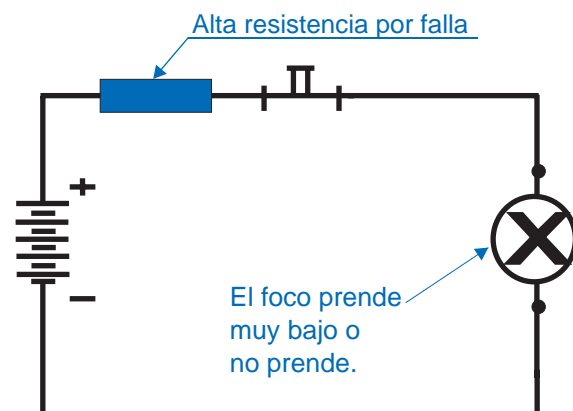 Alta resistencia por falla
+
−
El foco prende
muy bajo o
no prende.